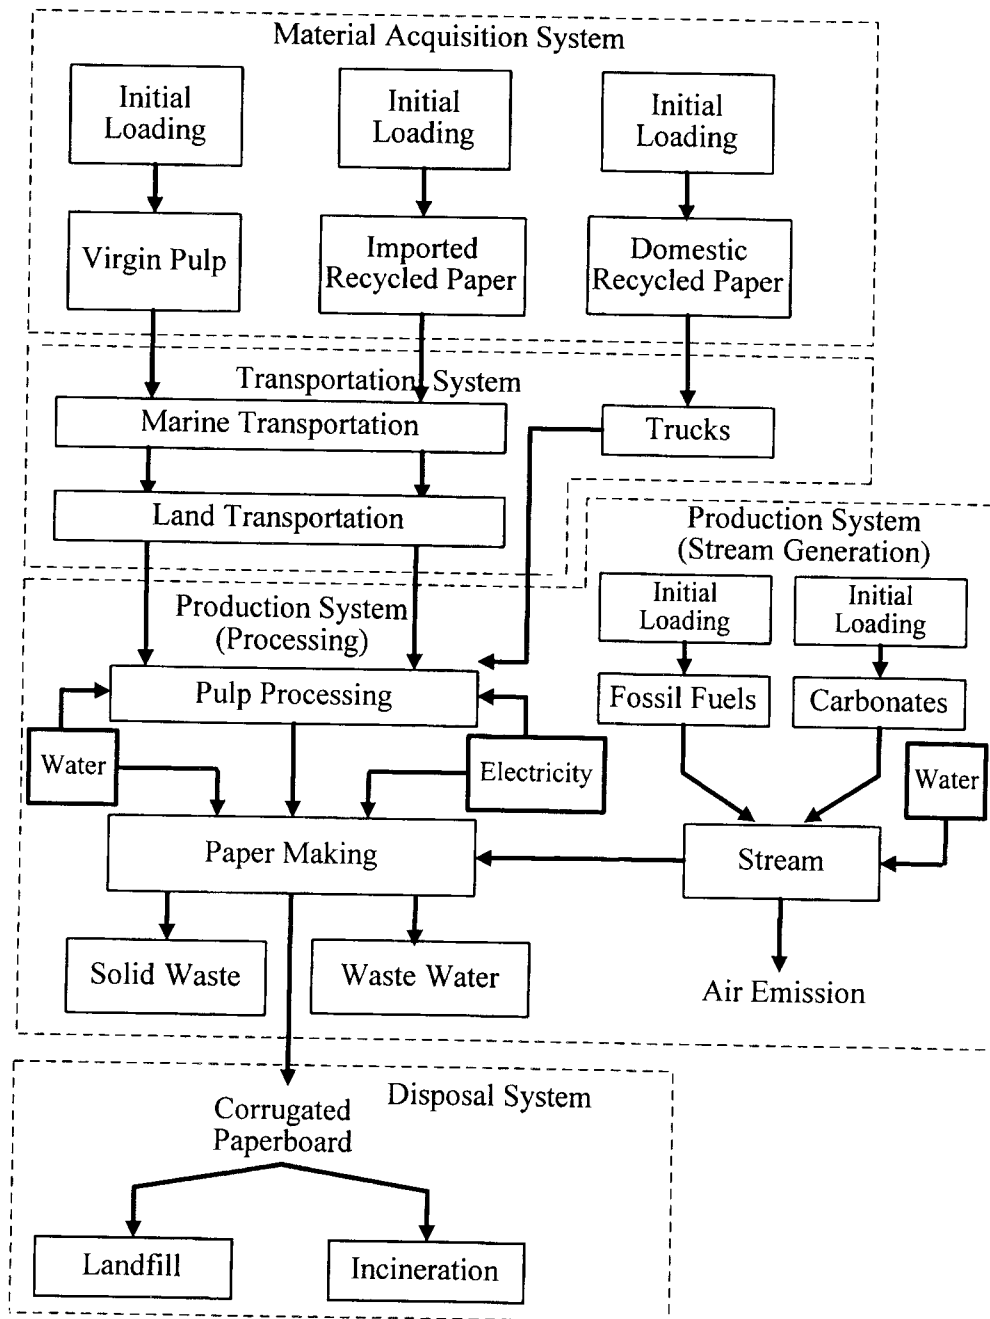 Material Acquisition System
Initial
Loading
Initial
Loading
Initial
Loading
Virgin Pulp
Imported
Recycled Paper
Domestic
Recycled Paper
Transportation System
Marine Transportation
Trucks
Land Transportation
Production System
(Stream Generation)
Initial
Loading
Initial
Loading
Production System
(Processing)
Pulp Processing
Fossil Fuels
Carbonates
Water
Electricity
Water
Paper Making
Stream
Solid Waste
Waste Water
Air Emission
Disposal System
Corrugated
Paperboard
Landfill
Incineration